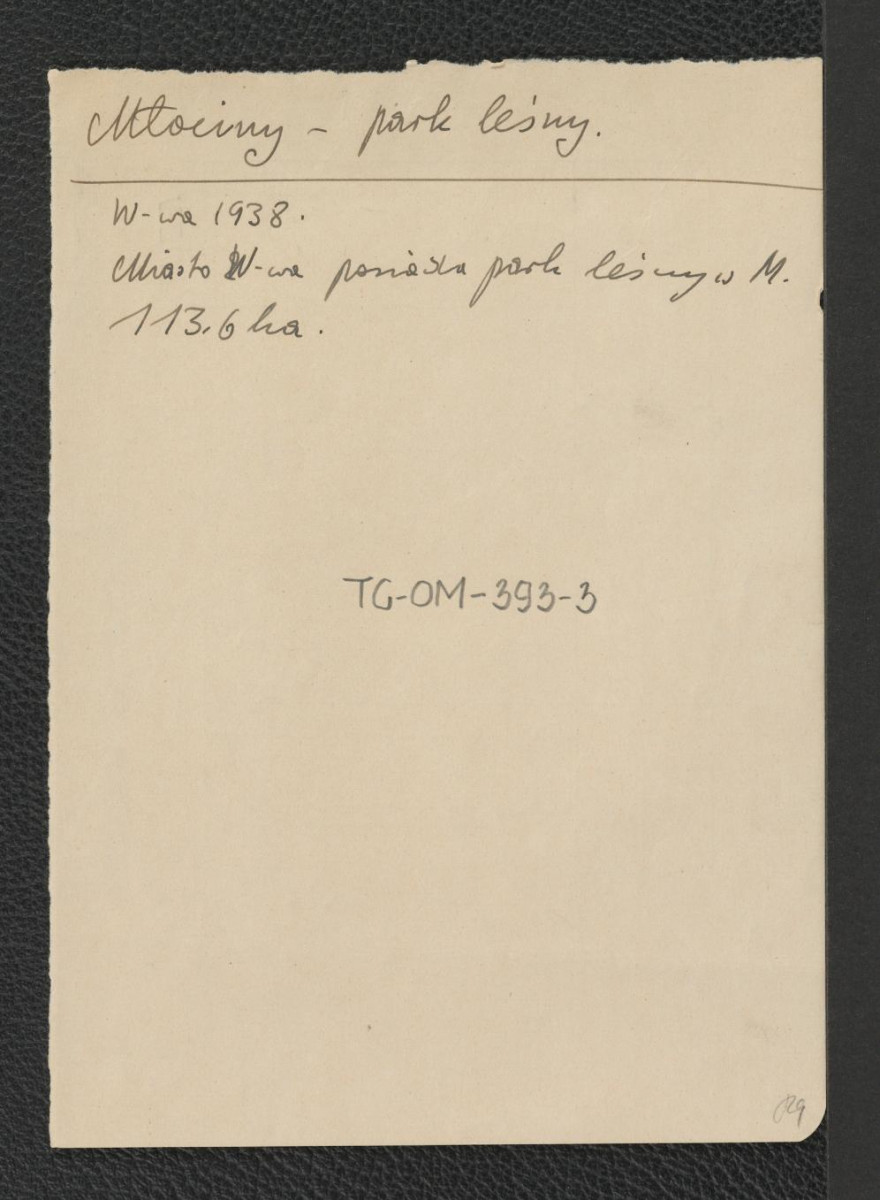 Młociny - park leśny.
W-wa 1938.
Miasto W-wa posiada park leśny w M.
113,6 ha.
TG-OM-393-3